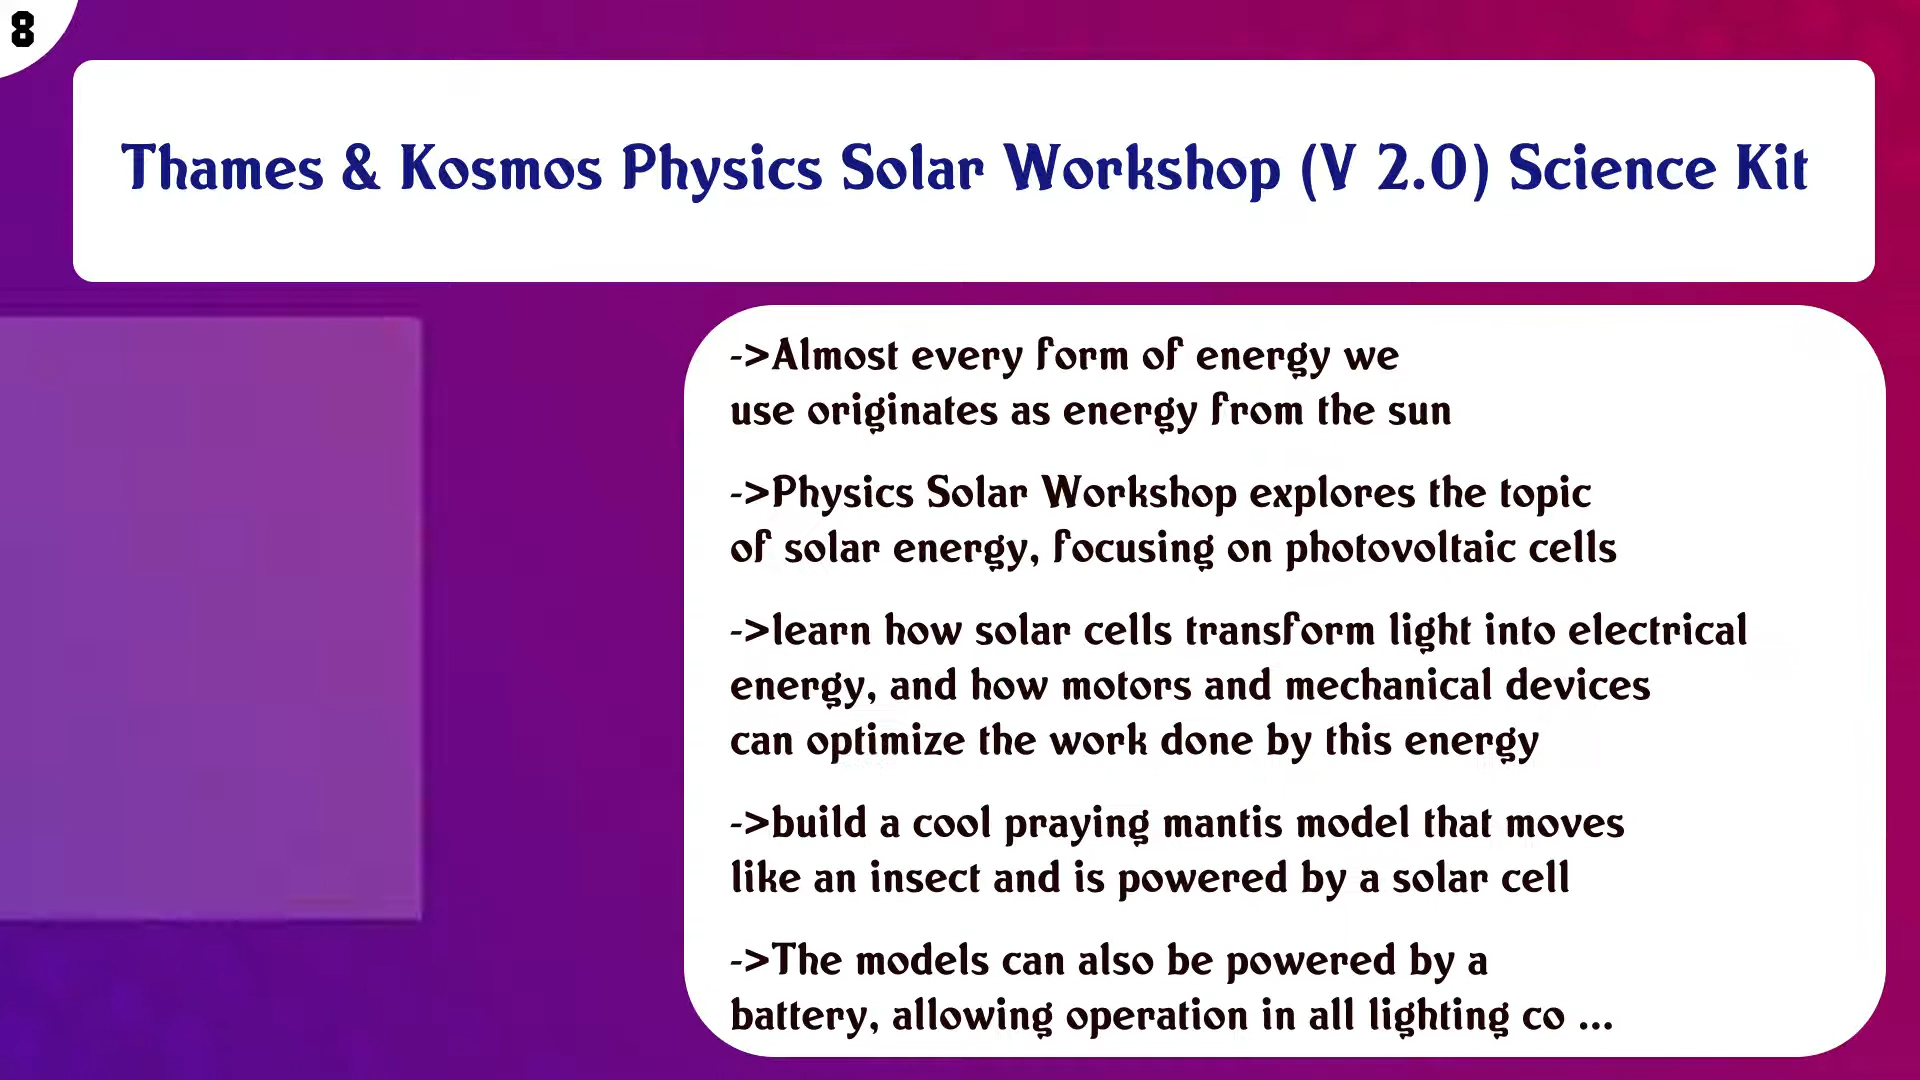 8
Thames & Kosmos Physics Solar Workshop (V 2.0) Science Kit
->Almost every form of energy we
use originates as energy from the sun
->Physics Solar Workshop explores the topic
of solar energy, focusing on photovoltaic cells
->learn how solar cells transform light into electrical
energy, and how motors and mechanical devices
can optimize the work done by this energy
->build a cool praying mantis model that moves
like an insect and is powered by a solar cell
->The models can also be powered by a
battery, allowing operation in all lighting co ...